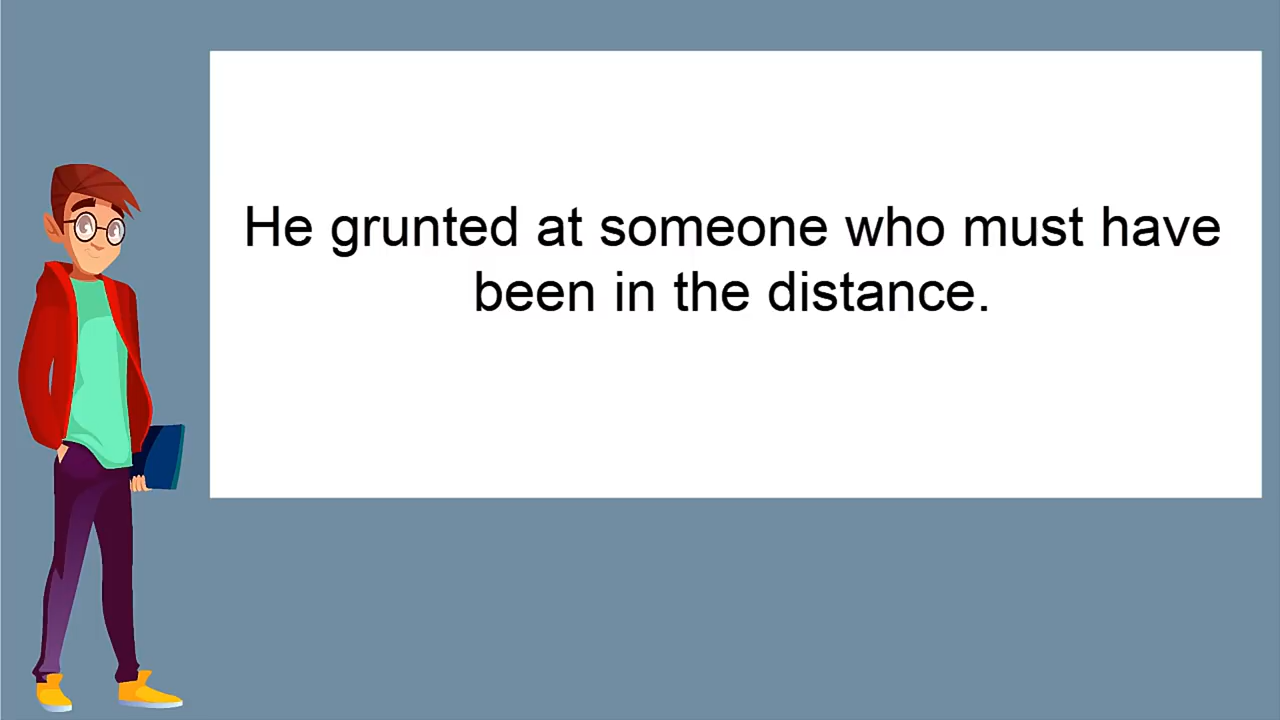 He grunted at someone who must have
been in the distance.